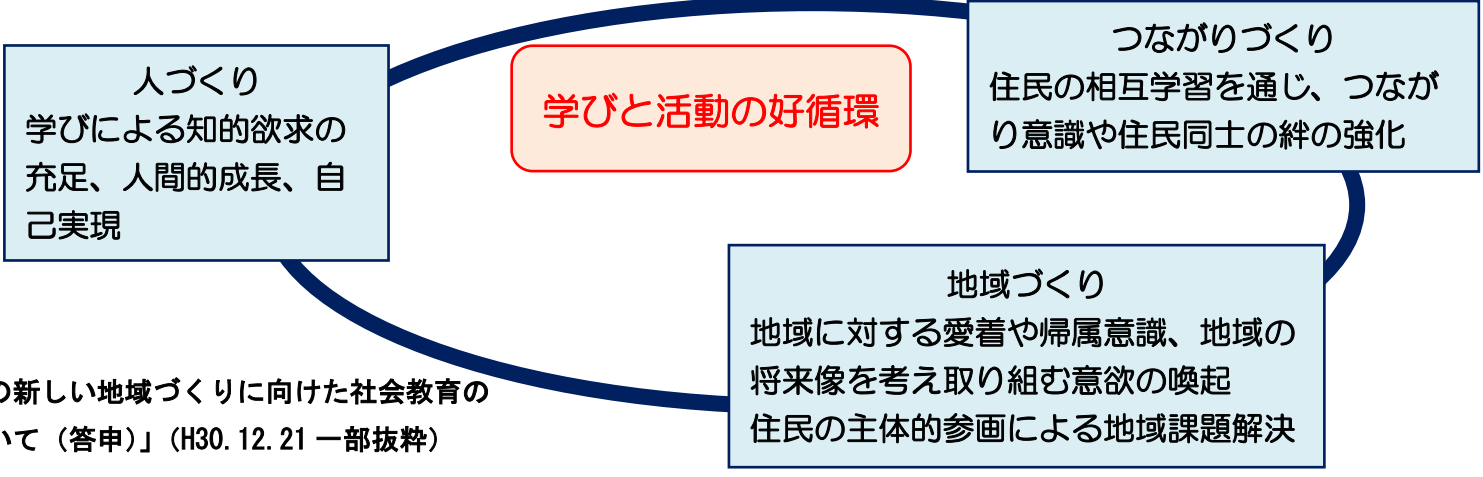 人づくり
学びによる知的欲求の
充足、人間的成長、自
己実現
学びと活動の好循環
つながりづくり
住民の相互学習を通じ、つなが
り意識や住民同士の絆の強化
地域づくり
地域に対する愛着や帰属意識、地域の
将来像を考え取り組む意欲の喚起
住民の主体的参画による地域課題解決
の新しい地域づくりに向けた社会教育の
いて（答申）」（H30.12.21 一部抜粋）